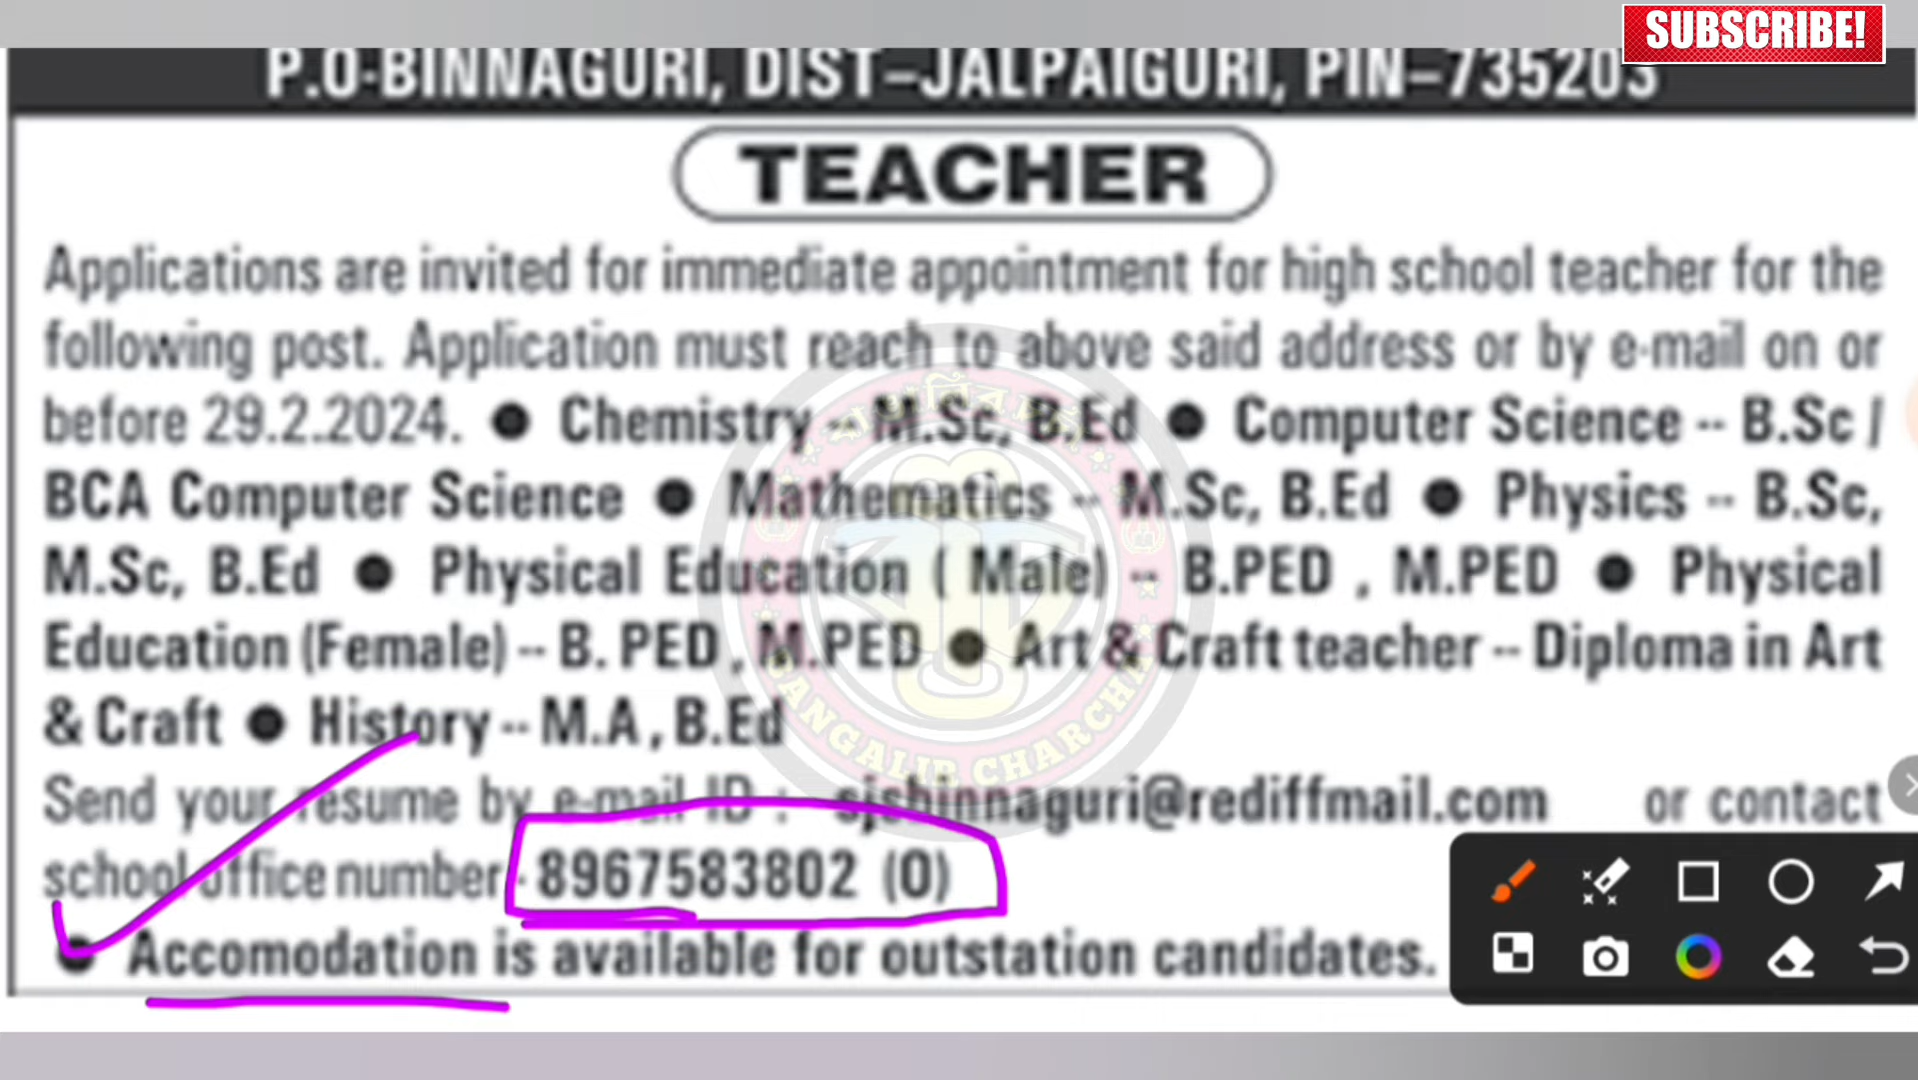 SUBSCRIBE!
P.O-BINNAGURI, DIST–JALPAIGURI, PIN–735203
TEACHER
Applications are invited for immediate appointment for high school teacher for the
following post. Application must reach to above said address or by e-mail on or
before 29.2.2024. ● Chemistry -- M.Sc, B.Ed ● Computer Science -- B.Sc /
BCA Computer Science ● Mathematics -- M.Sc, B.Ed ● Physics -- B.Sc,
M.Sc, B.Ed ● Physical Education ( Male) -- B.PED , M.PED ● Physical
Education (Female) -- B. PED , M.PED ● Art & Craft teacher -- Diploma in Art
& Craft ● History -- M.A , B.Ed
Send your resume by e-mail ID : sjsbinnaguri@rediffmail.com or contact
school office number - 8967583802 (O)
● Accomodation is available for outstation candidates.
BANGALIR CHARCHA